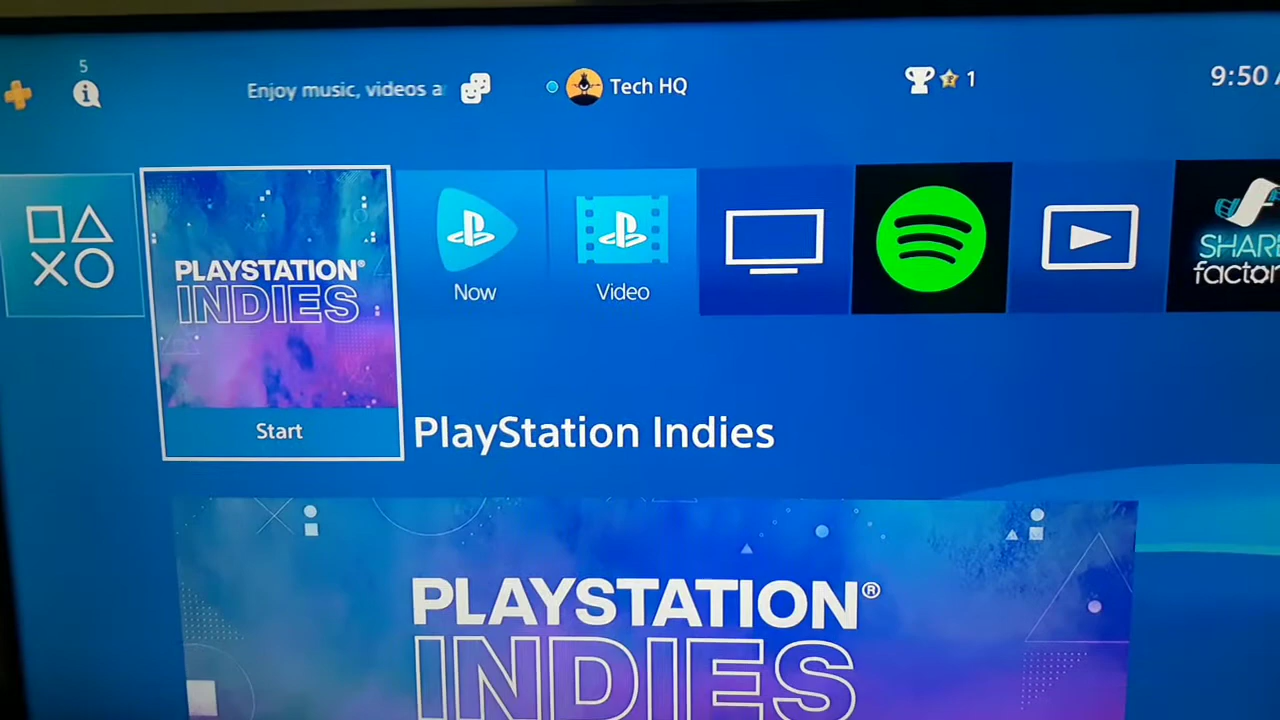 5
Enjoy music, videos a
Tech HQ
1
9:50
PLAYSTATION®
INDIES
Start
Now
Video
SHARE
factory
PlayStation Indies
PLAYSTATION®
INDIES